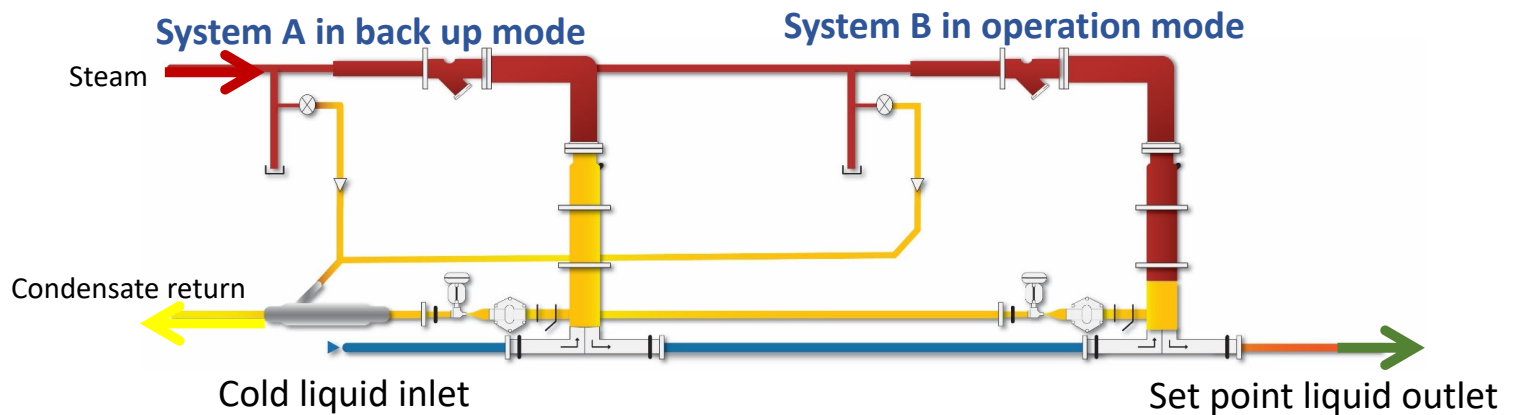 System A in back up mode
System B in operation mode
Steam
Condensate return
Cold liquid inlet
Set point liquid outlet